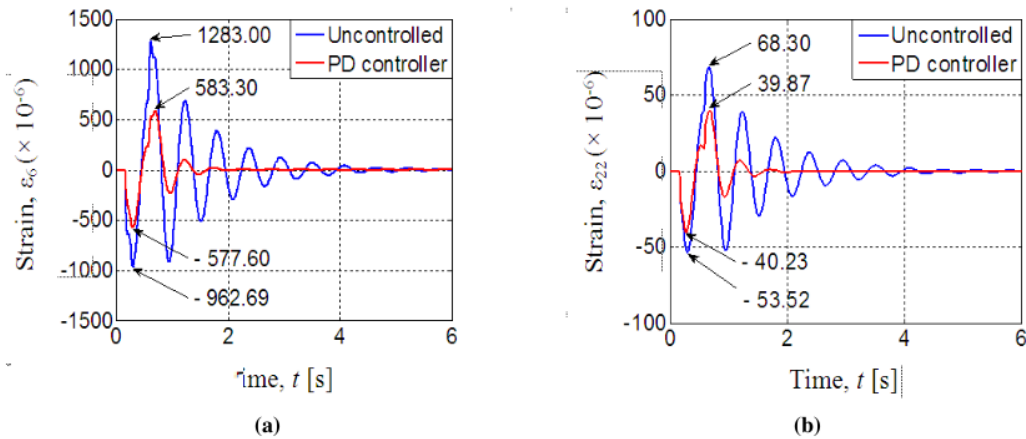 1500
1000
500
0
-500
-1000
-1500
Strain, ε6 (× 10-6)
1283.00
583.30
- 577.60
- 962.69
Uncontrolled
PD controller
0
2
4
6
Time, t [s]
(a)
100
50
0
-50
-100
Strain, ε22 (× 10-6)
68.30
39.87
- 40.23
- 53.52
Uncontrolled
PD controller
0
2
4
6
Time, t [s]
(b)